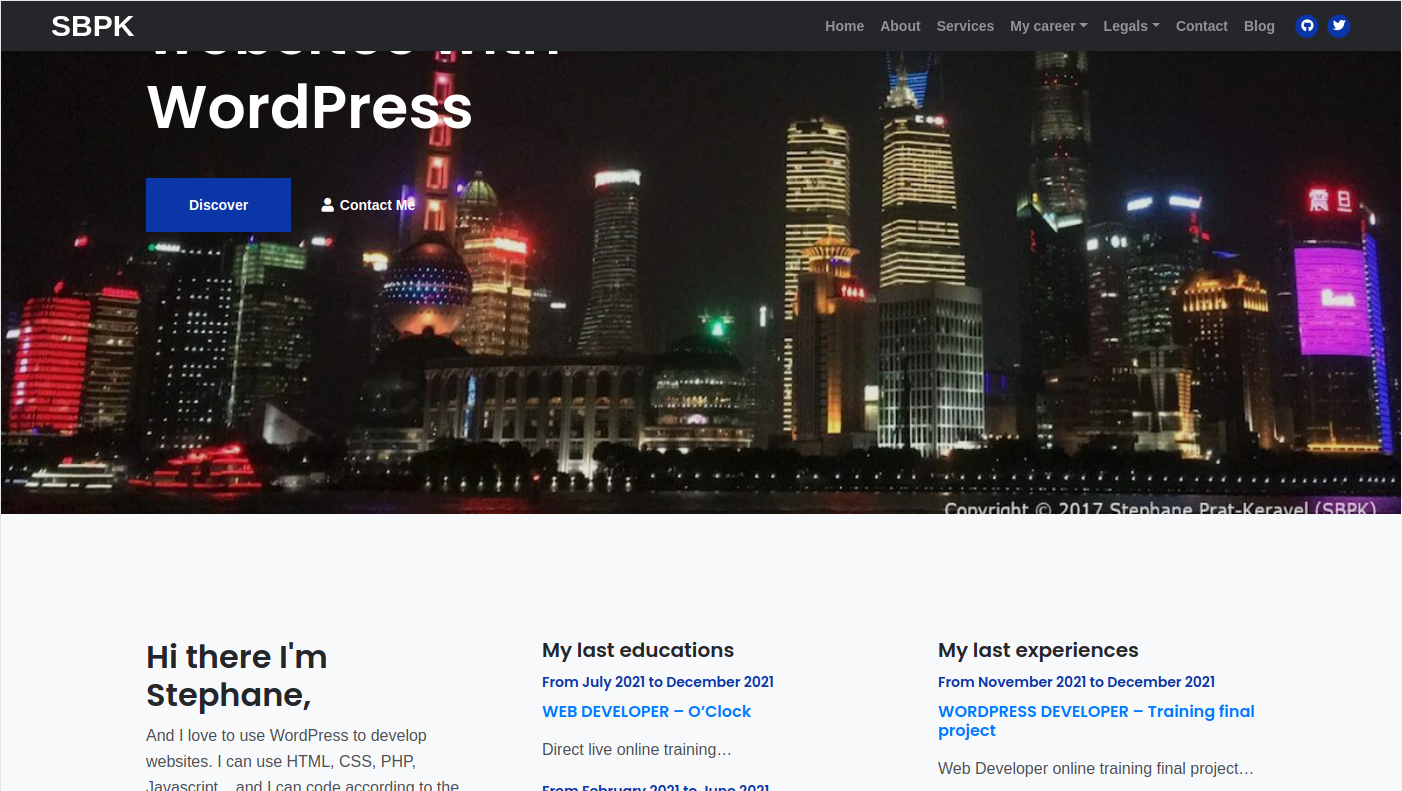 SBPK
Home About Services My career Legals Contact Blog
websites with
WordPress
Discover
Contact Me
震旦
Copyright © 2017 Stephane Prat-Keravel (SBPK)
Hi there I'm
Stephane,
And I love to use WordPress to develop
websites. I can use HTML, CSS, PHP,
Javascript… and I can code according to the
My last educations
From July 2021 to December 2021
WEB DEVELOPER – O’Clock
Direct live online training…
From February 2021 to June 2021
My last experiences
From November 2021 to December 2021
WORDPRESS DEVELOPER – Training final
project
Web Developer online training final project…